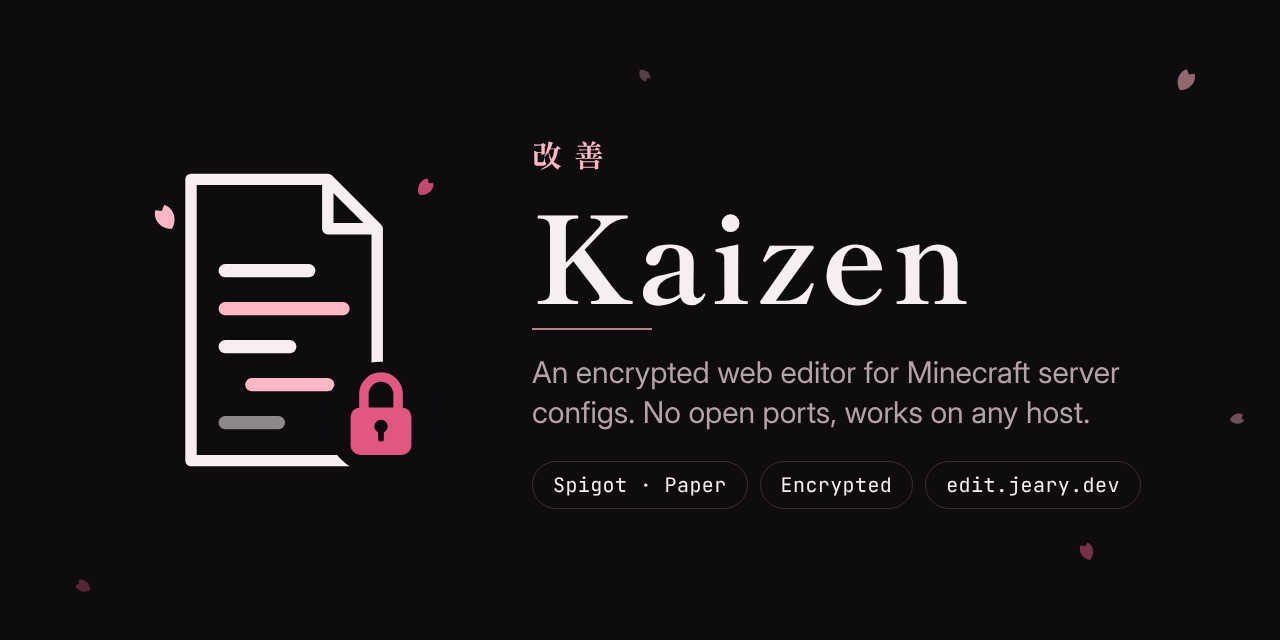 改善
Kaizen
An encrypted web editor for Minecraft server
configs. No open ports, works on any host.
Spigot · Paper
Encrypted
edit.jeary.dev